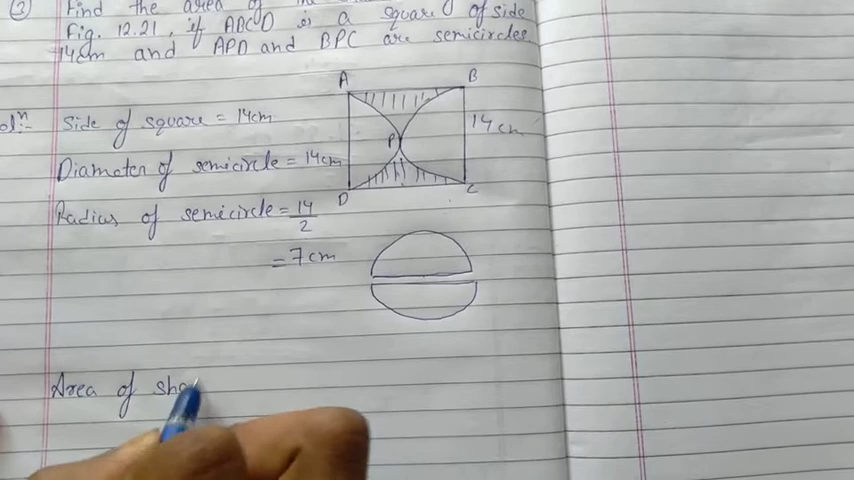 (3) Find the area of the
Fig. 12.21, if ABCD is a square of side
14cm and APD and BPC are semicircles
A B
Solⁿ:- Side of square = 14cm
14cm
P
Diameter of semicircle = 14cm
D C
Radius of semicircle = 14/2
= 7cm
Area of sha